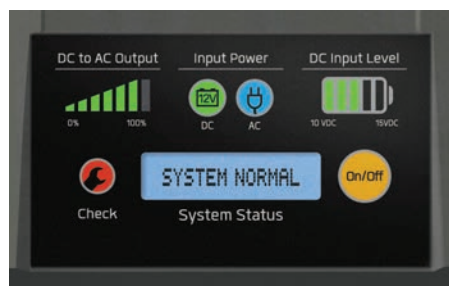 DC to AC Output
Input Power
DC Input Level
12V
0%
100%
DC
AC
10 VDC
15VDC
SYSTEM NORMAL
On/Off
Check
System Status